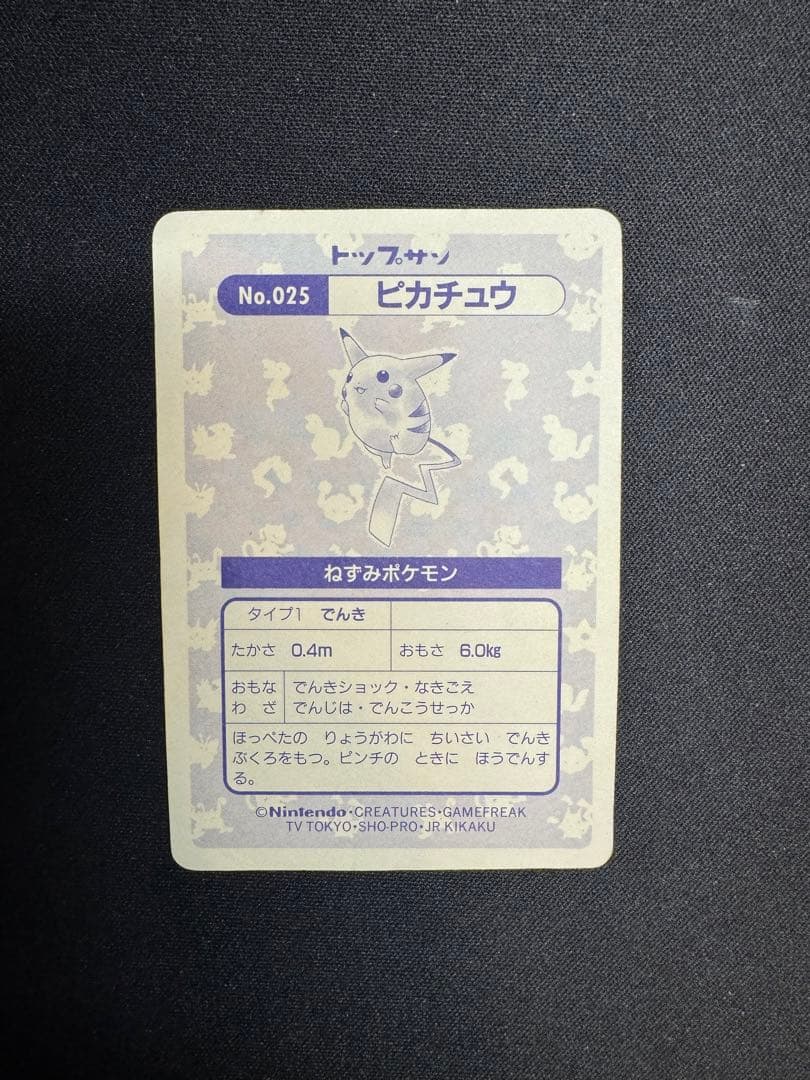 トップサン
No.025 ピカチュウ
ねずみポケモン
タイプ1 でんき
たかさ 0.4m おもさ 6.0kg
おもな でんきショック・なきごえ
わ ざ でんじは・でんこうせっか
ほっぺたの りょうがわに ちいさい でんき
ぶくろをもつ。ピンチの ときに ほうでんす
る。
©Nintendo・CREATURES・GAMEFREAK
TV TOKYO・SHO-PRO・JR KIKAKU